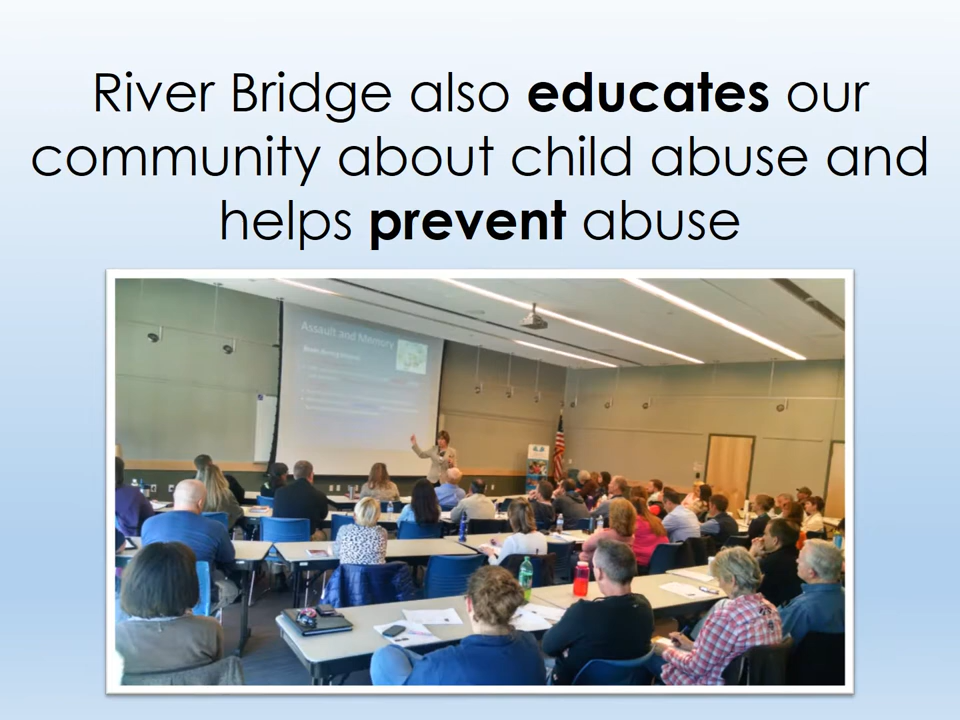 River Bridge also educates our
community about child abuse and
helps prevent abuse
Assault and Memory